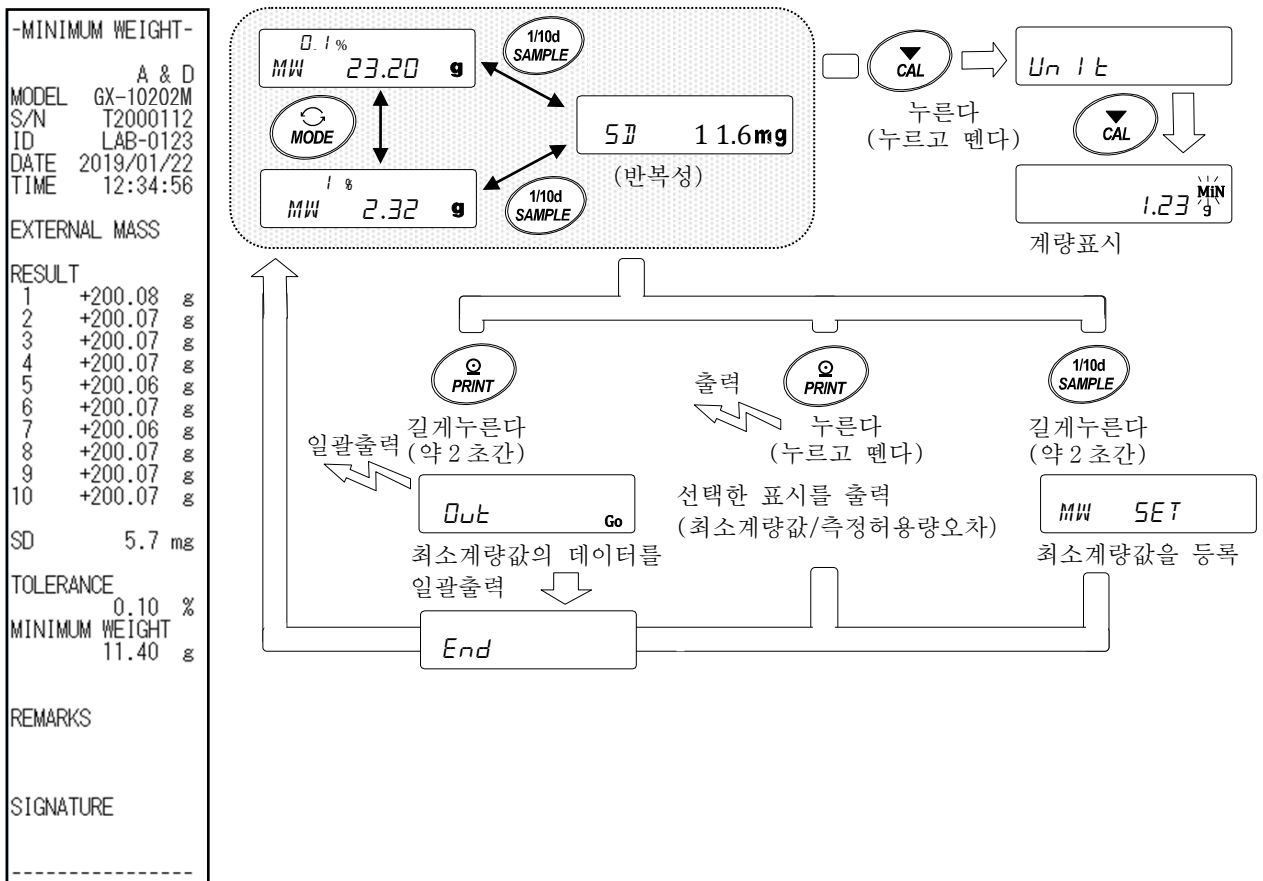 -MINIMUM WEIGHT-
A & D
MODEL GX-10202M
S/N T2000112
ID LAB-0123
DATE 2019/01/22
TIME 12:34:56
EXTERNAL MASS
RESULT
1 +200.08 g
2 +200.07 g
3 +200.07 g
4 +200.07 g
5 +200.06 g
6 +200.07 g
7 +200.06 g
8 +200.07 g
9 +200.07 g
10 +200.07 g
SD 5.7 mg
TOLERANCE
0.10 %
MINIMUM WEIGHT
11.40 g
REMARKS
SIGNATURE
-----------------
0.1 %
MW 23.20 g
1/10d
SAMPLE
MODE
SD 11.6mg
(반복성)
1 %
MW 2.32 g
1/10d
SAMPLE
CAL
누른다
(누르고 뗀다)
Unit
CAL
1.23 MiN
g
계량표시
PRINT
길게누른다
(약 2 초간)
일괄출력
Out Go
최소계량값의 데이터를
일괄출력
End
출력
PRINT
누른다
(누르고 뗀다)
선택한 표시를 출력
(최소계량값/측정허용량오차)
1/10d
SAMPLE
길게누른다
(약 2 초간)
MW SET
최소계량값을 등록